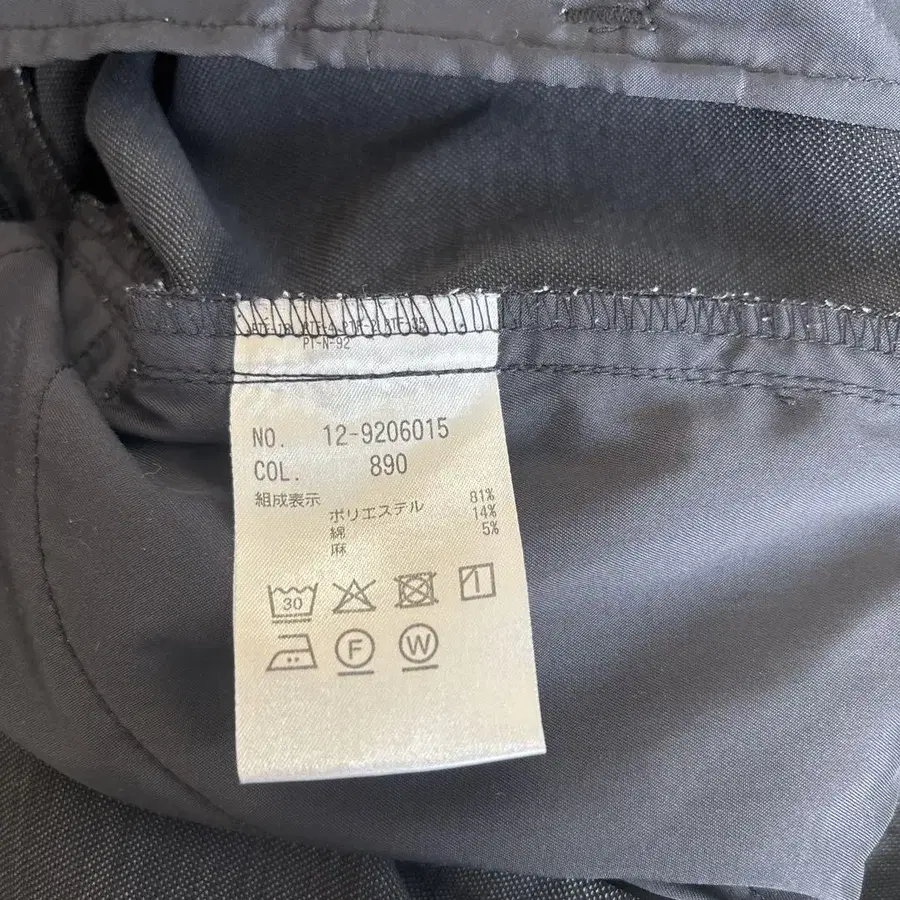 PT-N-92
NO. 12-9206015
COL. 890
組成表示
ポリエステル 81%
綿 14%
麻 5%
30
F W